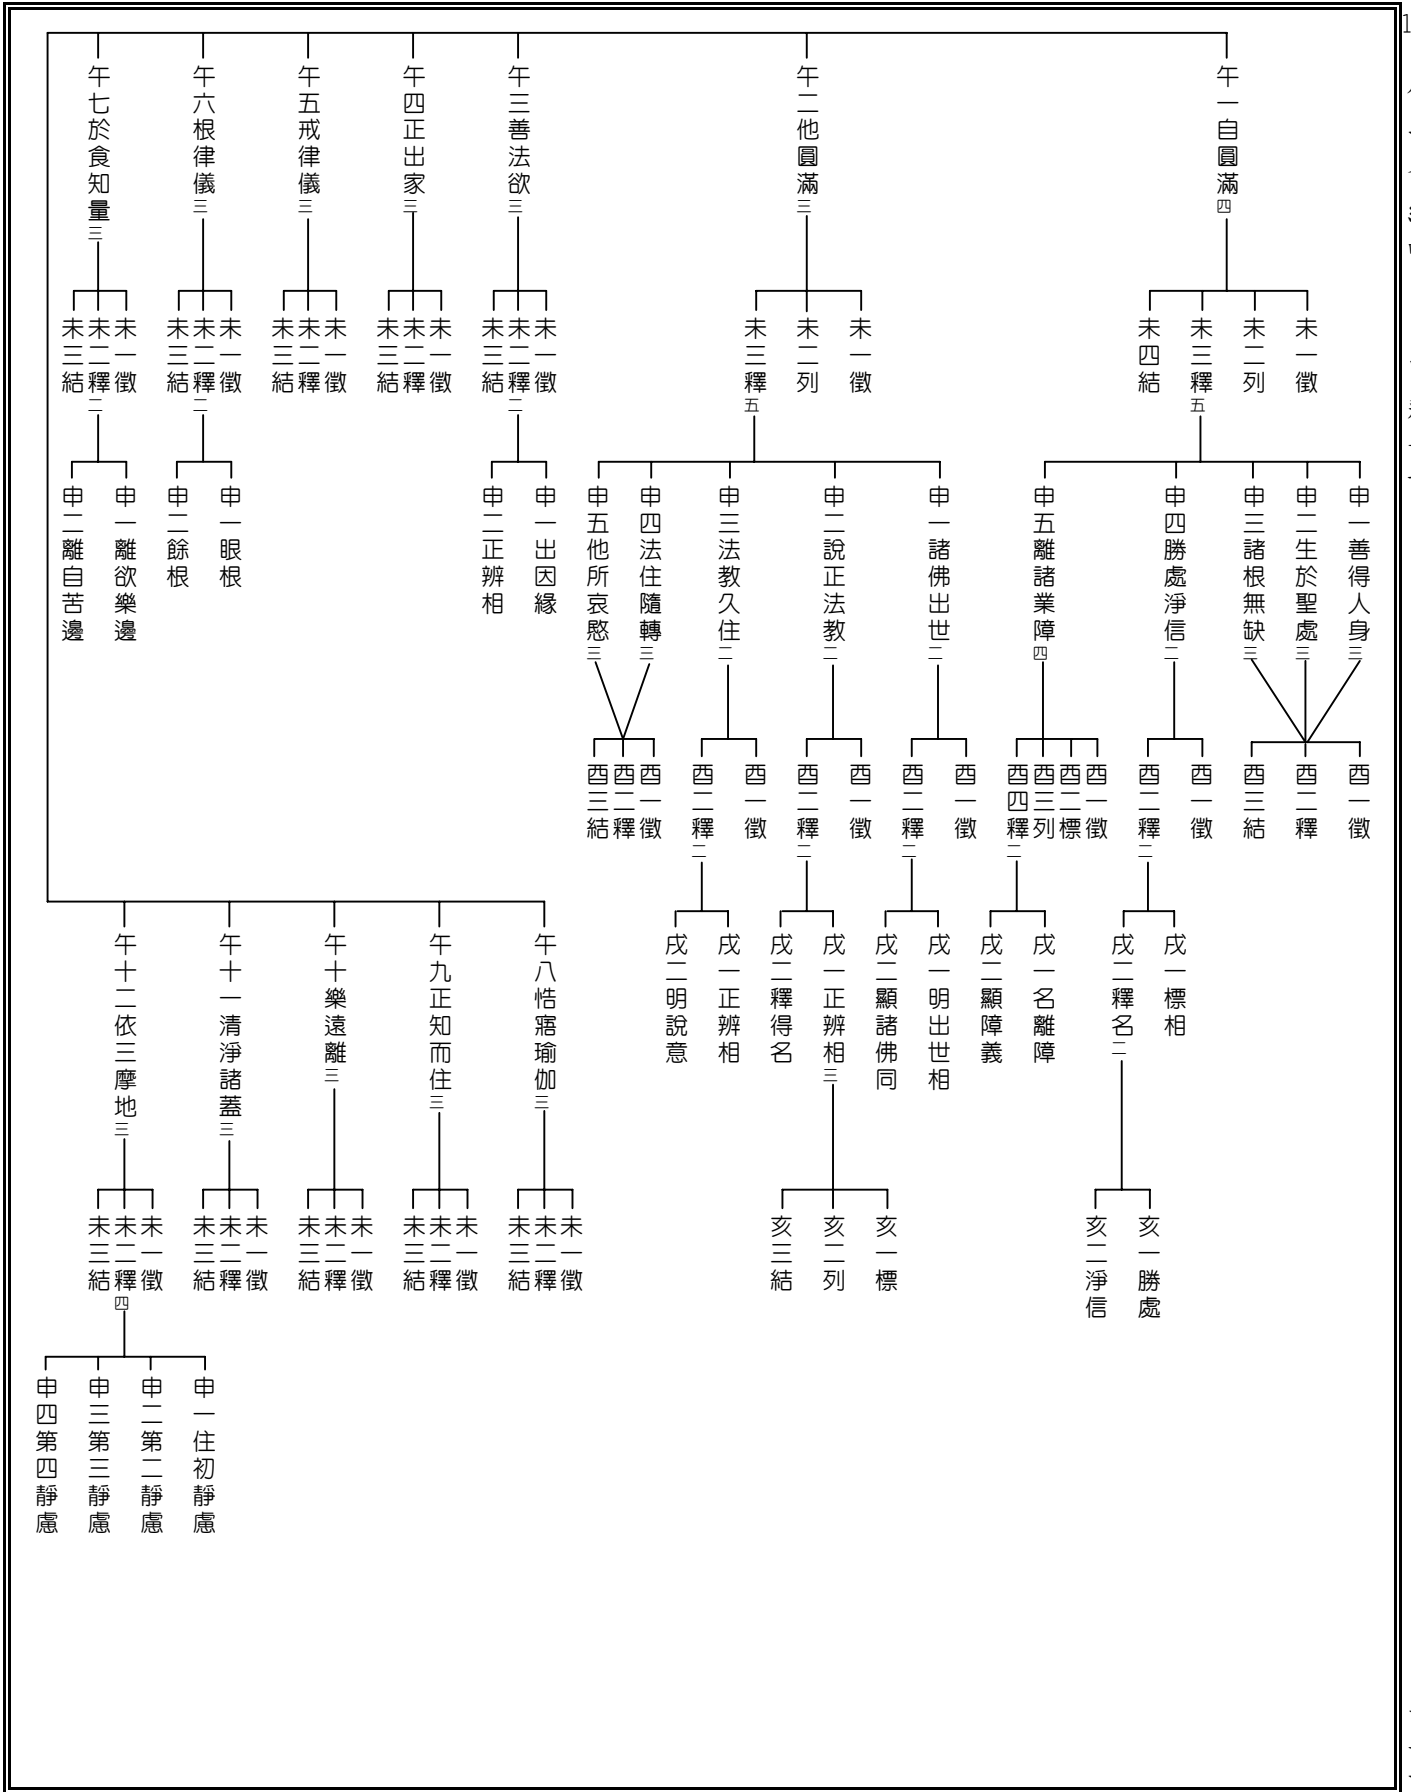 1
午一自圓滿四
午二他圓滿三
午三善法欲三
午四正出家三
午五戒律儀三
午六根律儀三
午七於食知量三
未一徵
未二列
未三釋五
未四結
未一徵
未二列
未三釋五
未一徵
未二釋二
未三結
未一徵
未二釋
未三結
未一徵
未二釋
未三結
未一徵
未二釋二
未三結
未一徵
未二釋二
未三結
申一善得人身三
申二生於聖處三
申三諸根無缺三
申四勝處淨信二
申五離諸業障四
申一諸佛出世二
申二說正法教二
申三法教久住二
申四法住隨轉三
申五他所哀愍三
申一出因緣
申二正辨相
申一眼根
申二餘根
申一離欲樂邊
申二離自苦邊
酉一徵
酉二釋
酉三結
酉一徵
酉二釋二
酉一徵
酉二標
酉三列
酉四釋二
酉一徵
酉二釋二
酉一徵
酉二釋二
酉一徵
酉二釋二
酉一徵
酉二釋
酉三結
戌一標相
戌二釋名二
戌一名離障
戌二顯障義
戌一明出世相
戌二顯諸佛同
戌一正辨相三
戌二釋得名
戌一正辨相
戌二明說意
亥一勝處
亥二淨信
亥一標
亥二列
亥三結
午八悎寤瑜伽三
午九正知而住三
午十樂遠離三
午十一清淨諸蓋三
午十二依三摩地三
未一徵
未二釋
未三結
未一徵
未二釋
未三結
未一徵
未二釋
未三結
未一徵
未二釋
未三結
未一徵
未二釋四
未三結
申一住初靜慮
申二第二靜慮
申三第三靜慮
申四第四靜慮